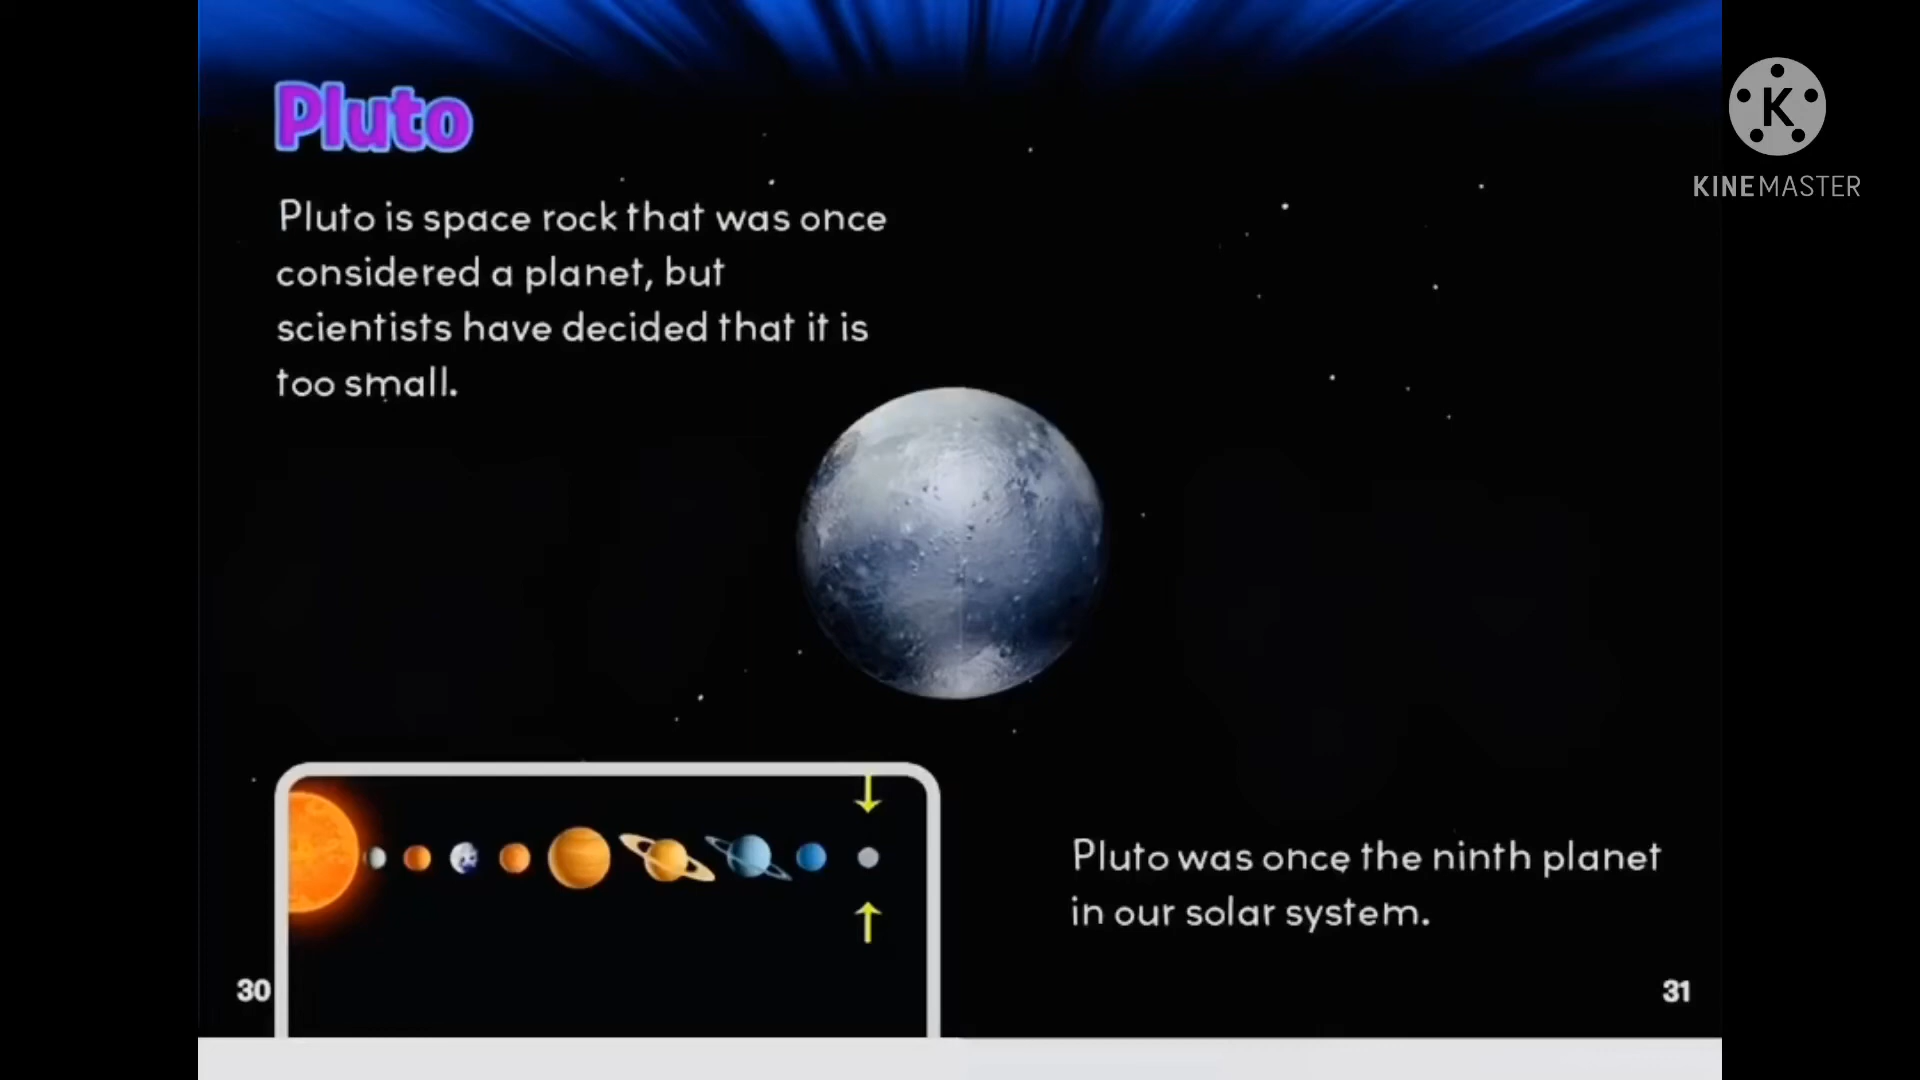 Pluto
Pluto is space rock that was once
considered a planet, but
scientists have decided that it is
too small.
Pluto was once the ninth planet
in our solar system.
30
31
K
KINEMASTER